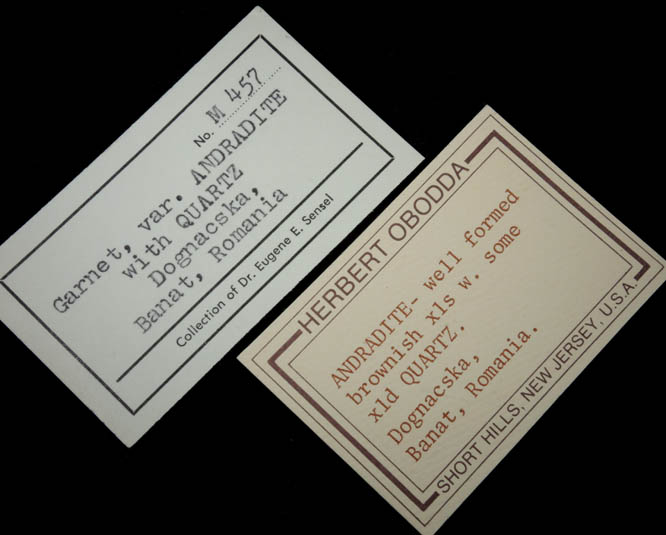 No. M 457
Garnet, var. ANDRADITE
with QUARTZ
Dognacska,
Banat, Romania
Collection of Dr. Eugene E. Sensel
HERBERT OBODDA
ANDRADITE- well formed
brownish xls w. some
xld QUARTZ.
Dognacska,
Banat, Romania.
SHORT HILLS, NEW JERSEY, U.S.A.